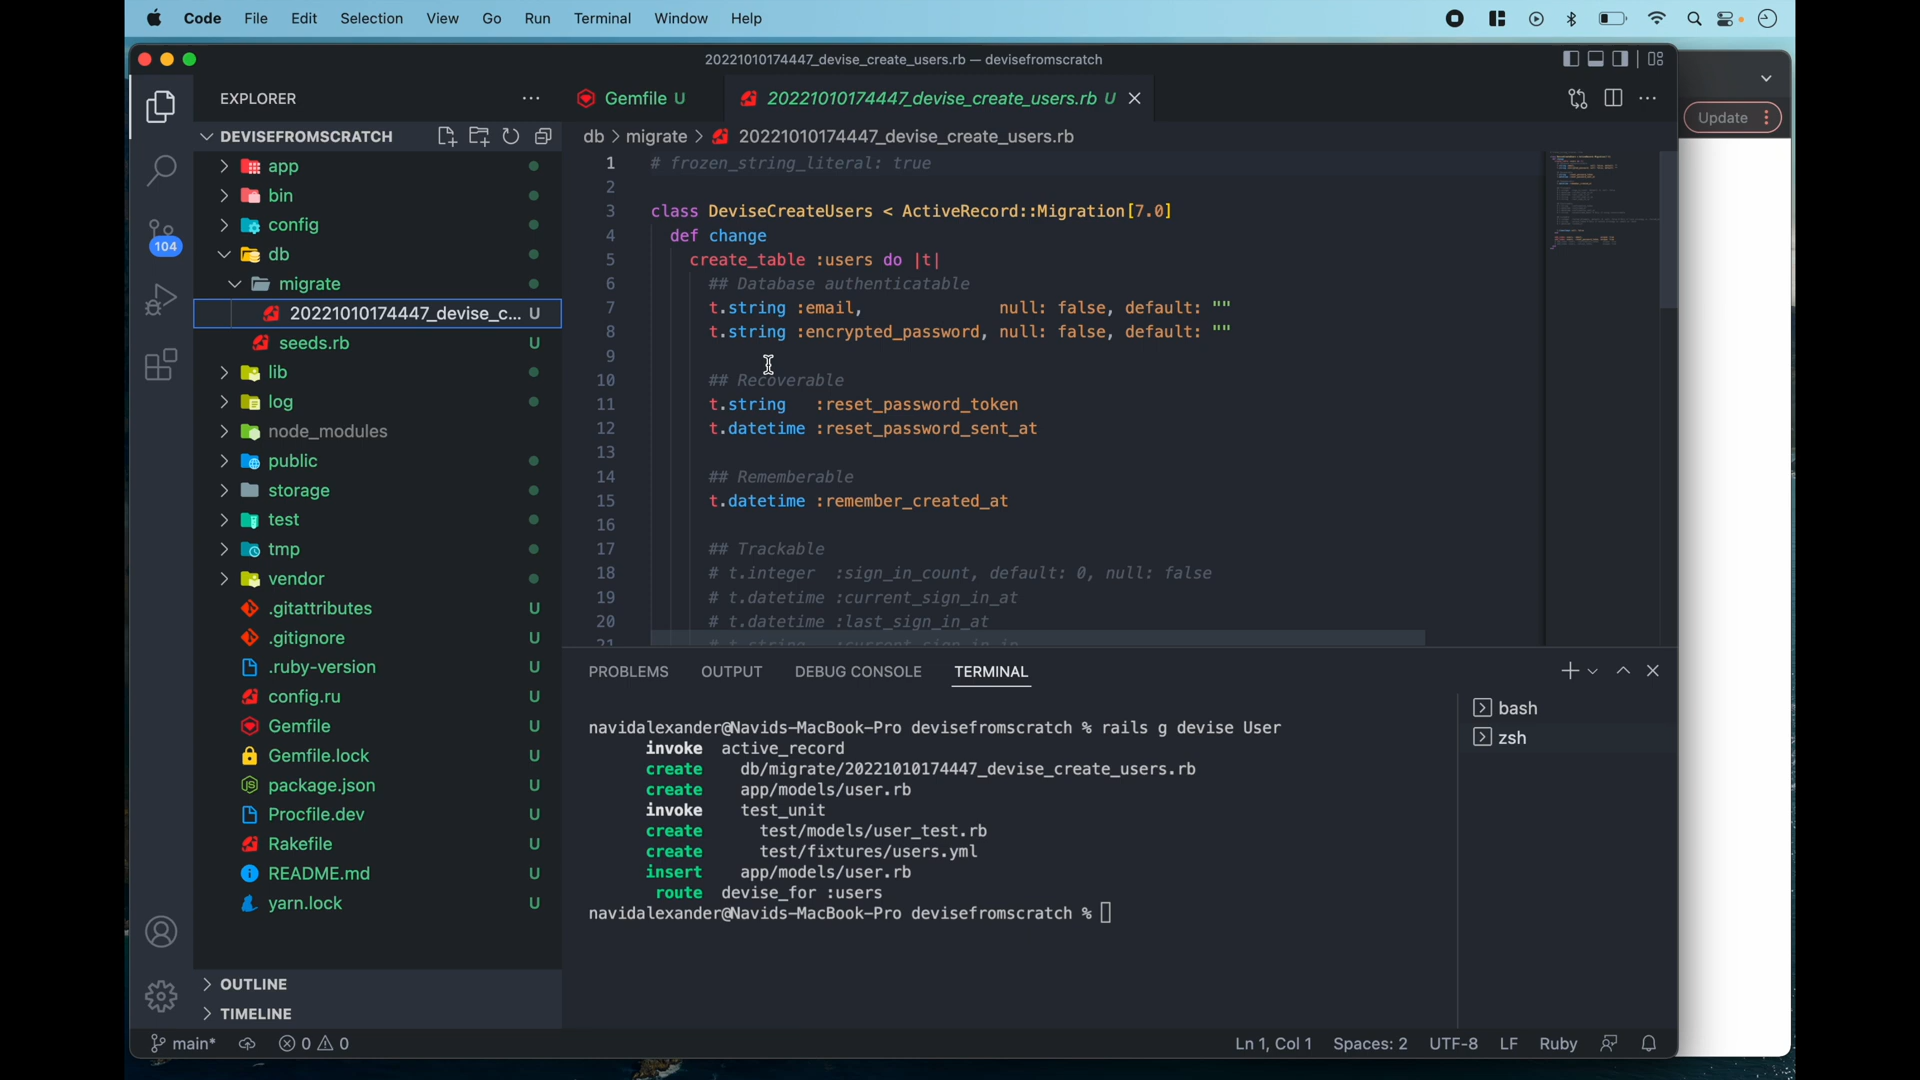 Code File Edit Selection View Go Run Terminal Window Help
20221010174447_devise_create_users.rb — devisefromscratch
EXPLORER
Gemfile U
20221010174447_devise_create_users.rb U
Update
DEVISEFROMSCRATCH
db > migrate > 20221010174447_devise_create_users.rb
app
bin
config
104
db
migrate
20221010174447_devise_c... U
seeds.rb U
lib
log
node_modules
public
storage
test
tmp
vendor
.gitattributes U
.gitignore U
.ruby-version U
config.ru U
Gemfile U
Gemfile.lock U
package.json U
Procfile.dev U
Rakefile U
README.md U
yarn.lock U
OUTLINE
TIMELINE
1 # frozen_string_literal: true
2
3 class DeviseCreateUsers < ActiveRecord::Migration[7.0]
4 def change
5 create_table :users do |t|
6 ## Database authenticatable
7 t.string :email, null: false, default: ""
8 t.string :encrypted_password, null: false, default: ""
9
10 ## Recoverable
11 t.string :reset_password_token
12 t.datetime :reset_password_sent_at
13
14 ## Rememberable
15 t.datetime :remember_created_at
16
17 ## Trackable
18 # t.integer :sign_in_count, default: 0, null: false
19 # t.datetime :current_sign_in_at
20 # t.datetime :last_sign_in_at
21 # t.string :current_sign_in_ip
PROBLEMS OUTPUT DEBUG CONSOLE TERMINAL
navidalexander@Navids-MacBook-Pro devisefromscratch % rails g devise User
invoke active_record
create db/migrate/20221010174447_devise_create_users.rb
create app/models/user.rb
invoke test_unit
create test/models/user_test.rb
create test/fixtures/users.yml
insert app/models/user.rb
route devise_for :users
navidalexander@Navids-MacBook-Pro devisefromscratch %
bash
zsh
main* 0 0 Ln 1, Col 1 Spaces: 2 UTF-8 LF Ruby